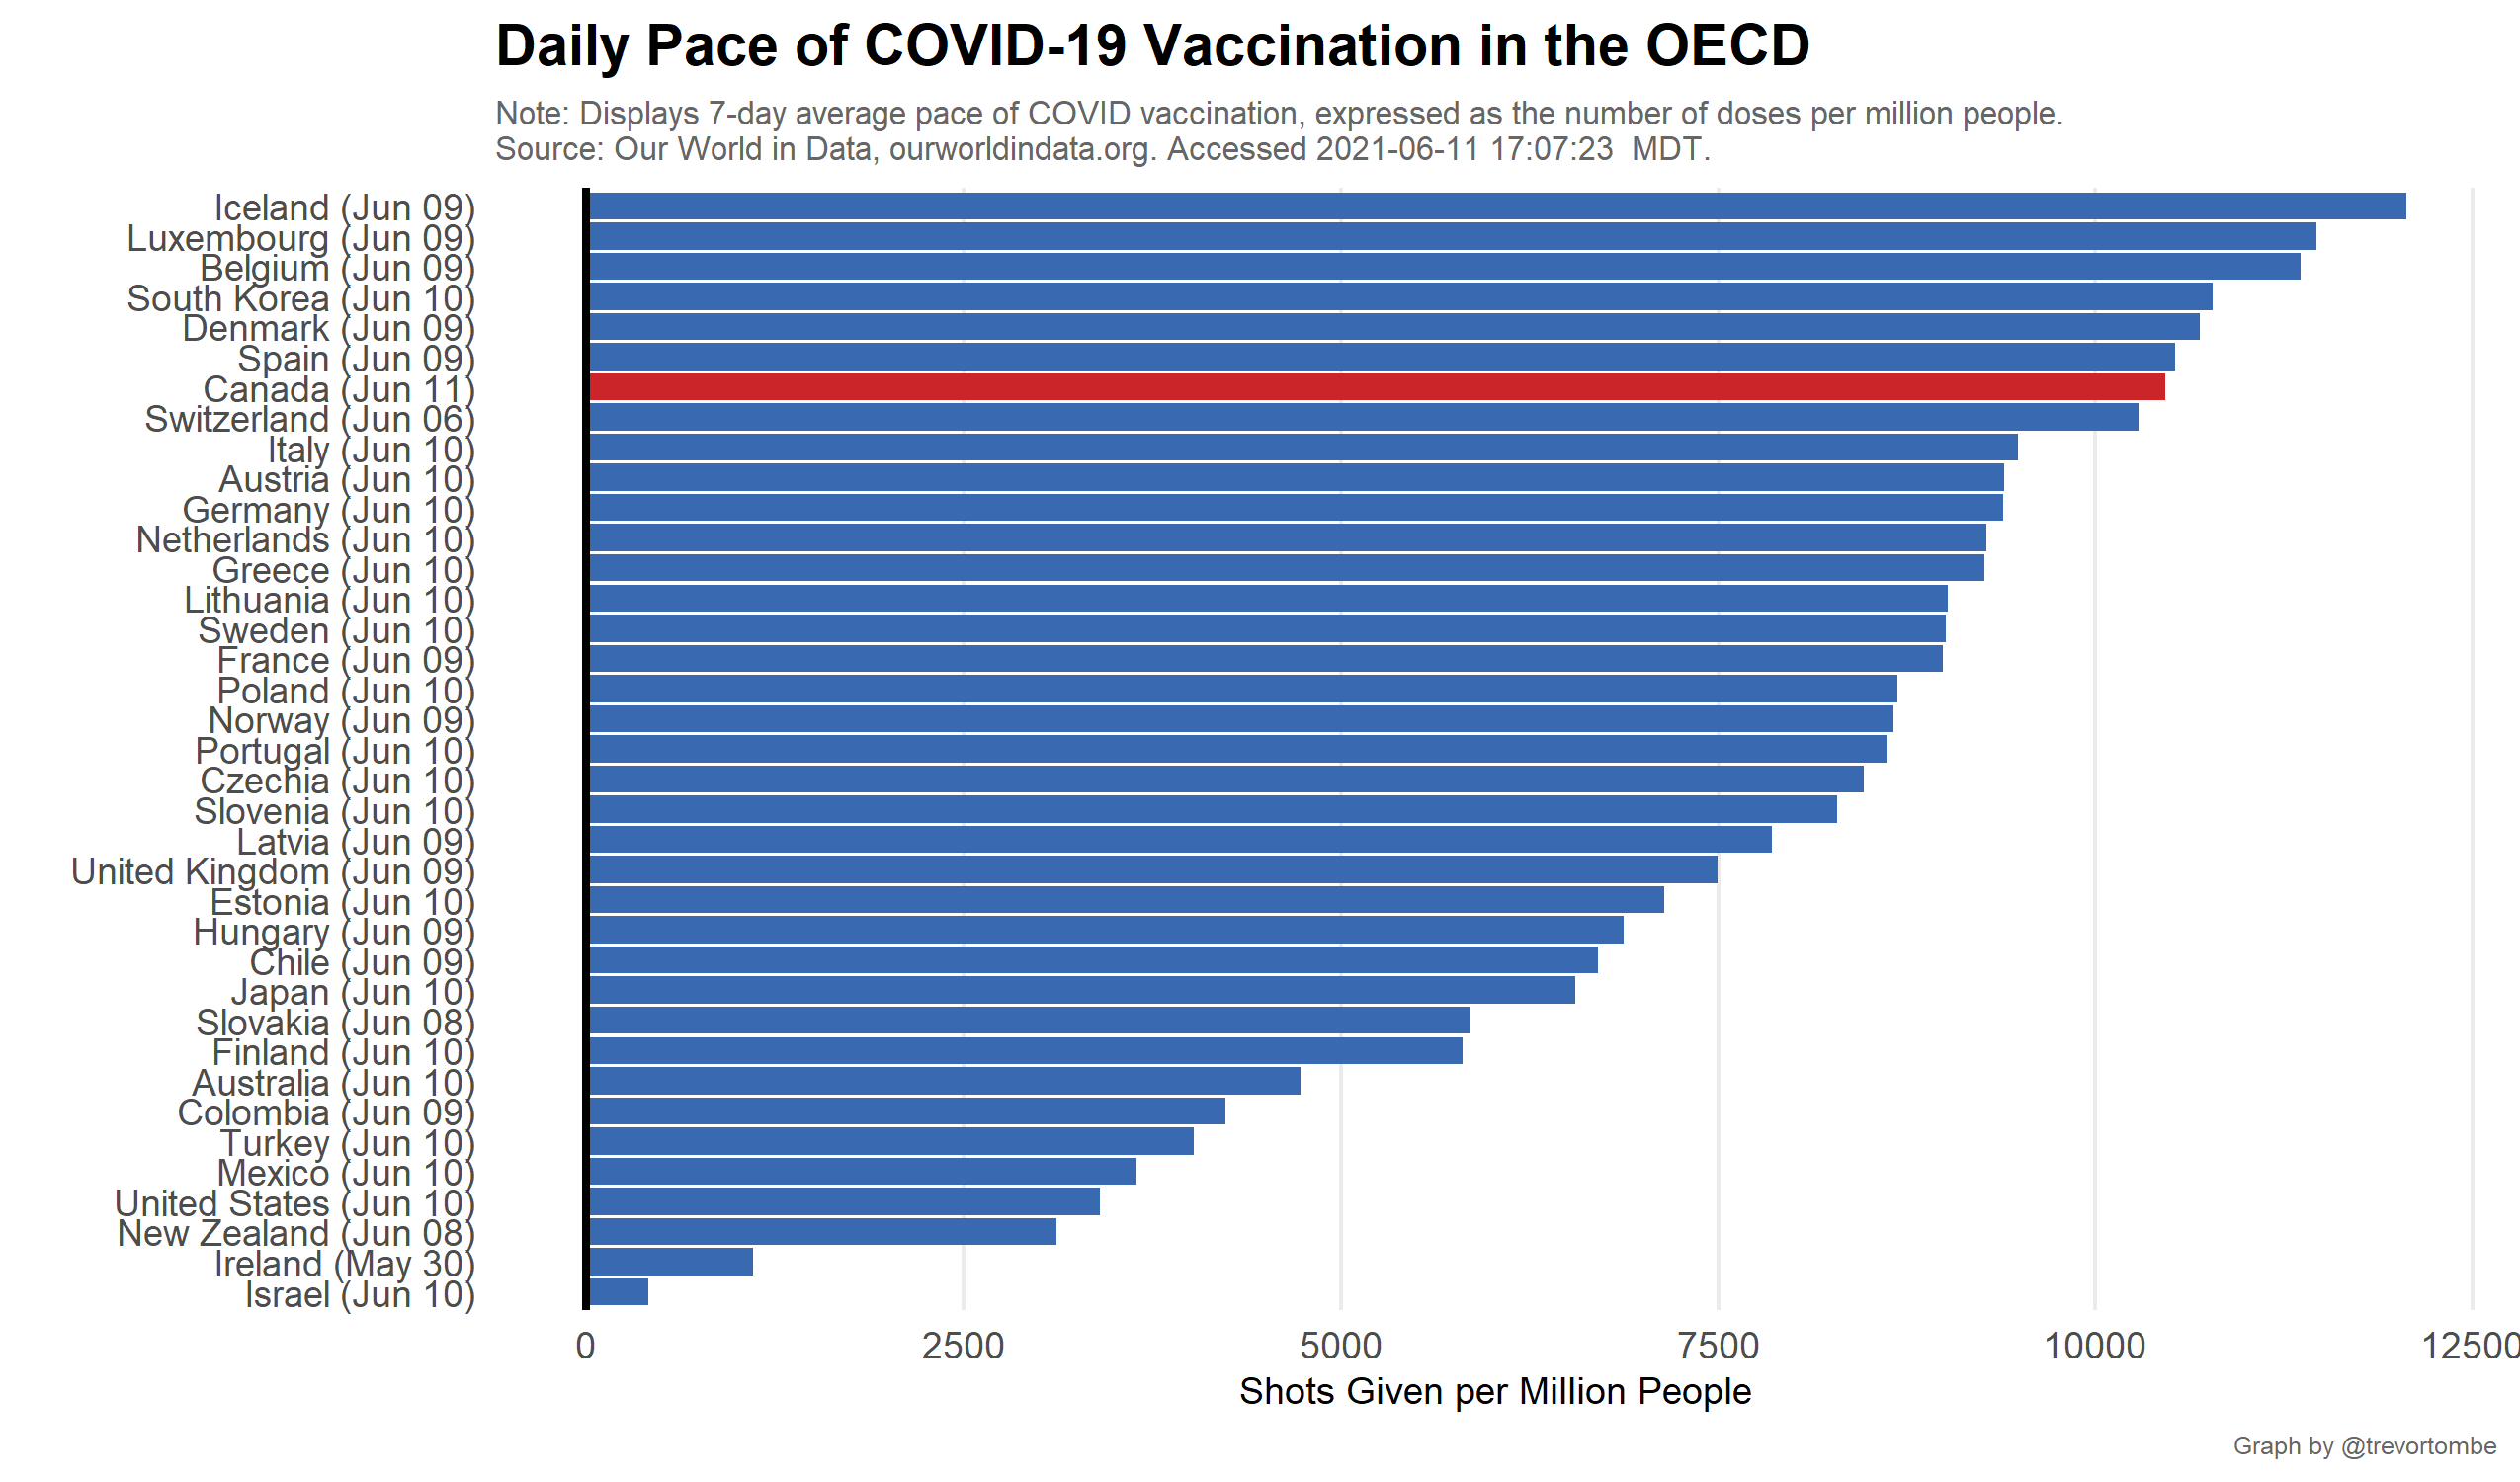 Daily Pace of COVID-19 Vaccination in the OECD
Note: Displays 7-day average pace of COVID vaccination, expressed as the number of doses per million people.
Source: Our World in Data, ourworldindata.org. Accessed 2021-06-11 17:07:23  MDT.
Iceland (Jun 09)
Luxembourg (Jun 09)
Belgium (Jun 09)
South Korea (Jun 10)
Denmark (Jun 09)
Spain (Jun 09)
Canada (Jun 11)
Switzerland (Jun 06)
Italy (Jun 10)
Austria (Jun 10)
Germany (Jun 10)
Netherlands (Jun 10)
Greece (Jun 10)
Lithuania (Jun 10)
Sweden (Jun 10)
France (Jun 09)
Poland (Jun 10)
Norway (Jun 09)
Portugal (Jun 10)
Czechia (Jun 10)
Slovenia (Jun 10)
Latvia (Jun 09)
United Kingdom (Jun 09)
Estonia (Jun 10)
Hungary (Jun 09)
Chile (Jun 09)
Japan (Jun 10)
Slovakia (Jun 08)
Finland (Jun 10)
Australia (Jun 10)
Colombia (Jun 09)
Turkey (Jun 10)
Mexico (Jun 10)
United States (Jun 10)
New Zealand (Jun 08)
Ireland (May 30)
Israel (Jun 10)
0 2500 5000 7500 10000 12500
Shots Given per Million People
Graph by @trevortombe